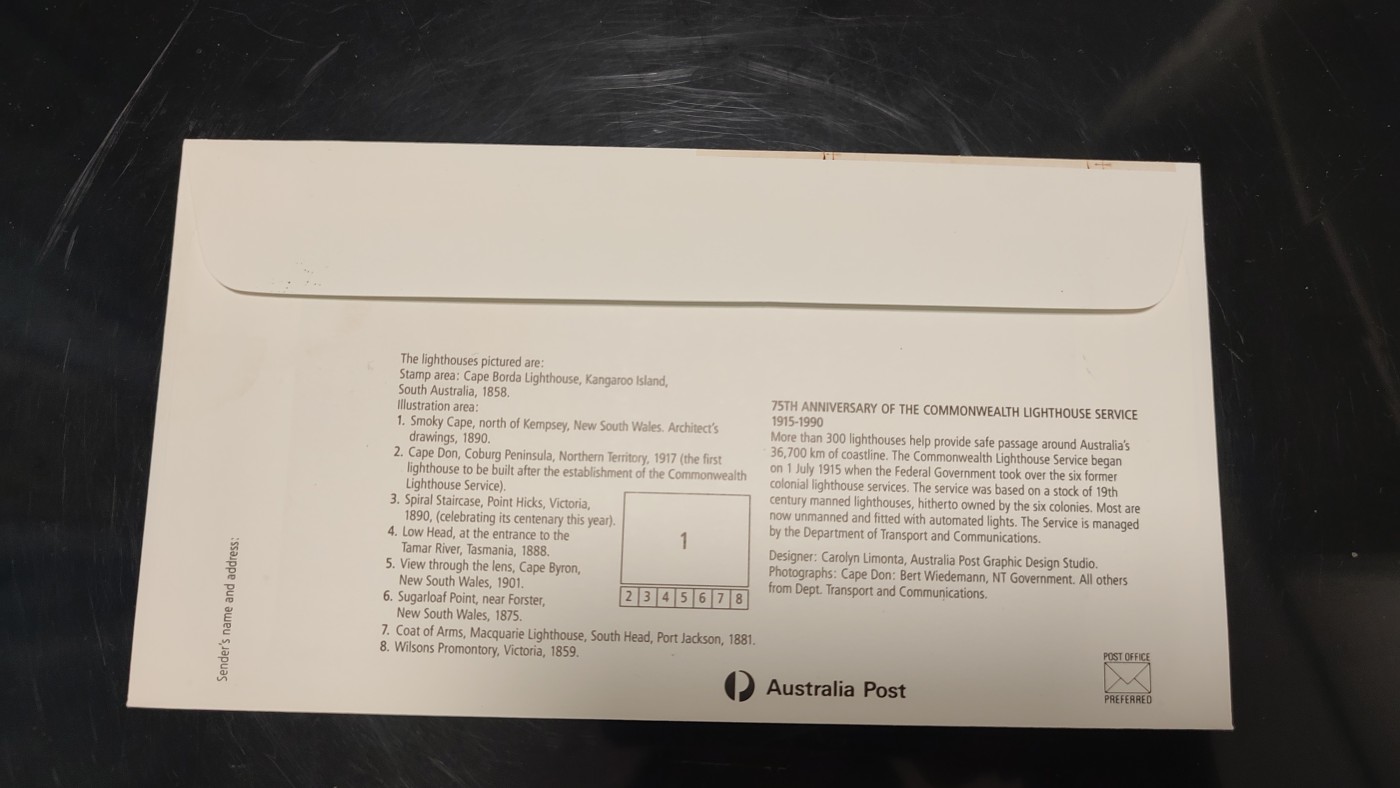 The lighthouses pictured are:
Stamp area: Cape Borda Lighthouse, Kangaroo Island,
South Australia, 1858.
Illustration area:
1. Smoky Cape, north of Kempsey, New South Wales. Architect's
drawings, 1890.
2. Cape Don, Coburg Peninsula, Northern Territory, 1917 (the first
lighthouse to be built after the establishment of the Commonwealth
Lighthouse Service).
3. Spiral Staircase, Point Hicks, Victoria,
1890, (celebrating its centenary this year).
4. Low Head, at the entrance to the
Tamar River, Tasmania, 1888.
5. View through the lens, Cape Byron,
New South Wales, 1901.
6. Sugarloaf Point, near Forster,
New South Wales, 1875.
7. Coat of Arms, Macquarie Lighthouse, South Head, Port Jackson, 1881.
8. Wilsons Promontory, Victoria, 1859.
1
2 3 4 5 6 7 8
75TH ANNIVERSARY OF THE COMMONWEALTH LIGHTHOUSE SERVICE
1915-1990
More than 300 lighthouses help provide safe passage around Australia's
36,700 km of coastline. The Commonwealth Lighthouse Service began
on 1 July 1915 when the Federal Government took over the six former
colonial lighthouse services. The service was based on a stock of 19th
century manned lighthouses, hitherto owned by the six colonies. Most are
now unmanned and fitted with automated lights. The Service is managed
by the Department of Transport and Communications.
Designer: Carolyn Limonta, Australia Post Graphic Design Studio.
Photographs: Cape Don: Bert Wiedemann, NT Government. All others
from Dept. Transport and Communications.
Sender's name and address:
Australia Post
POST OFFICE
PREFERRED